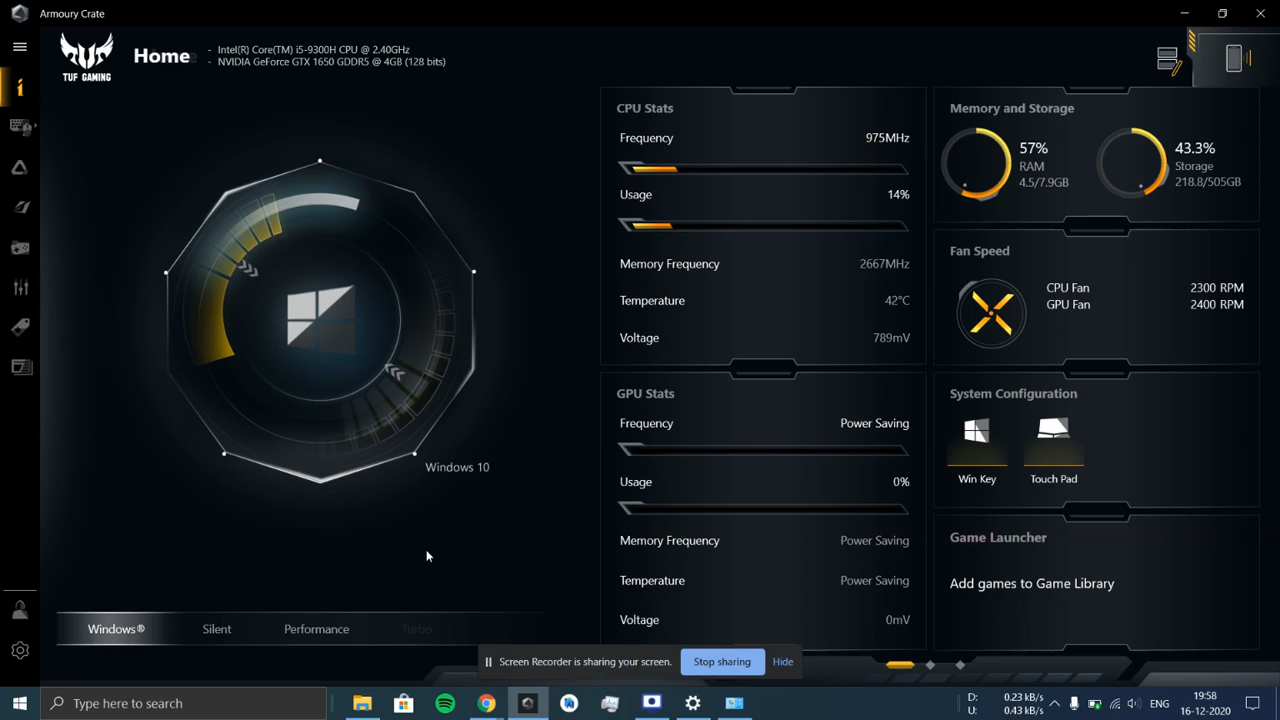 Armoury Crate
TUF GAMING
Home
- Intel(R) Core(TM) i5-9300H CPU @ 2.40GHz
- NVIDIA GeForce GTX 1650 GDDR5 @ 4GB (128 bits)
CPU Stats
Frequency 975MHz
Usage 14%
Memory Frequency 2667MHz
Temperature 42°C
Voltage 789mV
GPU Stats
Frequency Power Saving
Usage 0%
Memory Frequency Power Saving
Temperature Power Saving
Voltage 0mV
Memory and Storage
57%
RAM
4.5/7.9GB
43.3%
Storage
218.8/505GB
Fan Speed
CPU Fan 2300 RPM
GPU Fan 2400 RPM
System Configuration
Win Key Touch Pad
Game Launcher
Add games to Game Library
Windows 10
Windows® Silent Performance Turbo
Screen Recorder is sharing your screen. Stop sharing Hide
Type here to search
D: 0.23 kB/s
U: 0.43 kB/s
ENG
19:58
16-12-2020